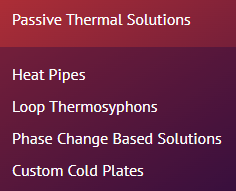 Passive Thermal Solutions
Heat Pipes
Loop Thermosyphons
Phase Change Based Solutions
Custom Cold Plates